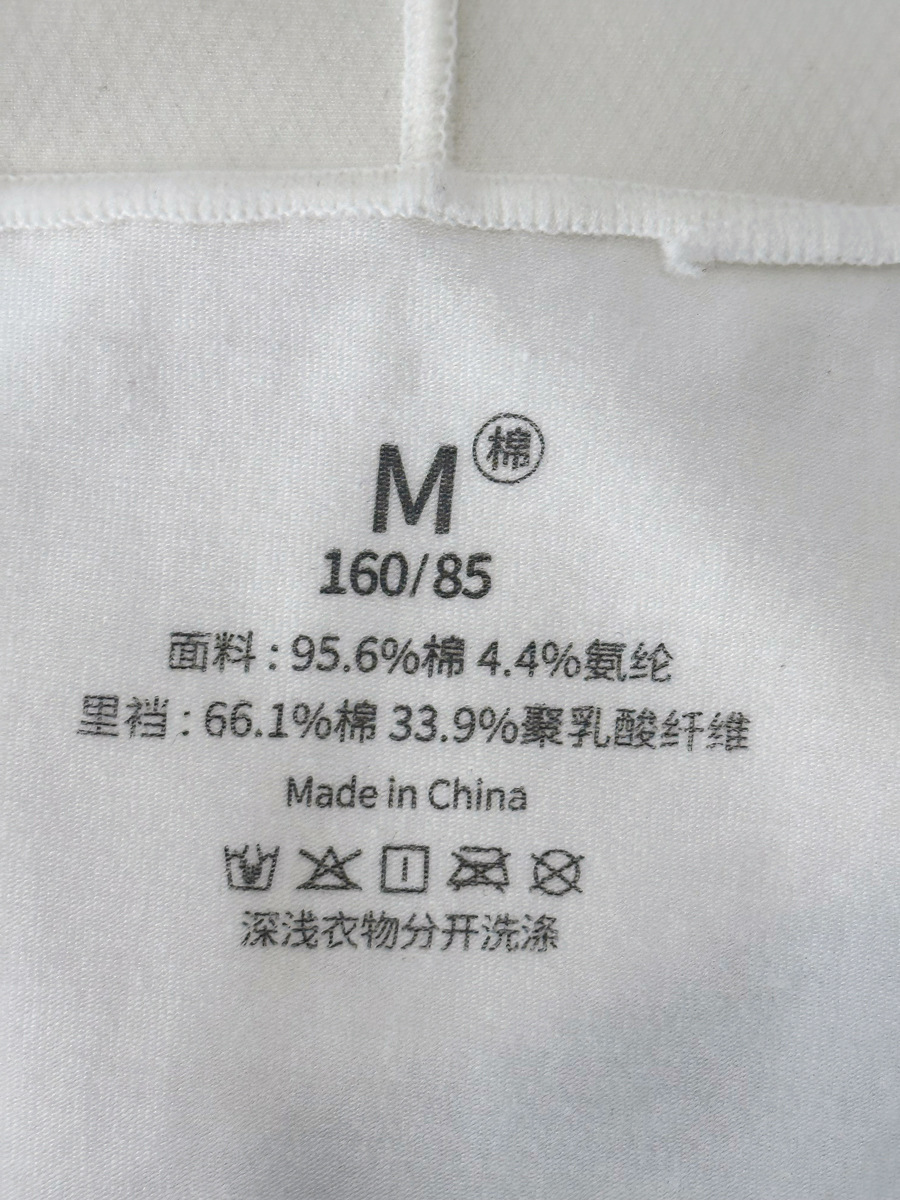 M 棉
160/85
面料:95.6%棉 4.4%氨纶
里裆:66.1%棉 33.9%聚乳酸纤维
Made in China
深浅衣物分开洗涤